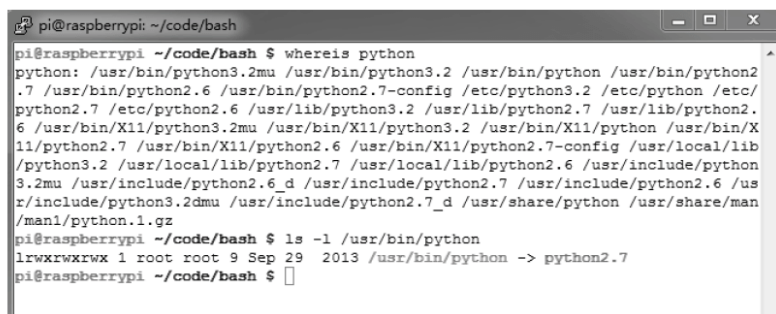 pi@raspberrypi: ~/code/bash
pi@raspberrypi ~/code/bash $ whereis python
python: /usr/bin/python3.2mu /usr/bin/python3.2 /usr/bin/python /usr/bin/python2
.7 /usr/bin/python2.6 /usr/bin/python2.7-config /etc/python3.2 /etc/python /etc/
python2.7 /etc/python2.6 /usr/lib/python3.2 /usr/lib/python2.7 /usr/lib/python2.
6 /usr/bin/X11/python3.2mu /usr/bin/X11/python3.2 /usr/bin/X11/python /usr/bin/X
11/python2.7 /usr/bin/X11/python2.6 /usr/bin/X11/python2.7-config /usr/local/lib
/python3.2 /usr/local/lib/python2.7 /usr/local/lib/python2.6 /usr/include/python
3.2mu /usr/include/python2.6_d /usr/include/python2.7 /usr/include/python2.6 /us
r/include/python3.2dmu /usr/include/python2.7_d /usr/share/python /usr/share/man
/man1/python.1.gz
pi@raspberrypi ~/code/bash $ ls -l /usr/bin/python
lrwxrwxrwx 1 root root 9 Sep 29  2013 /usr/bin/python -> python2.7
pi@raspberrypi ~/code/bash $